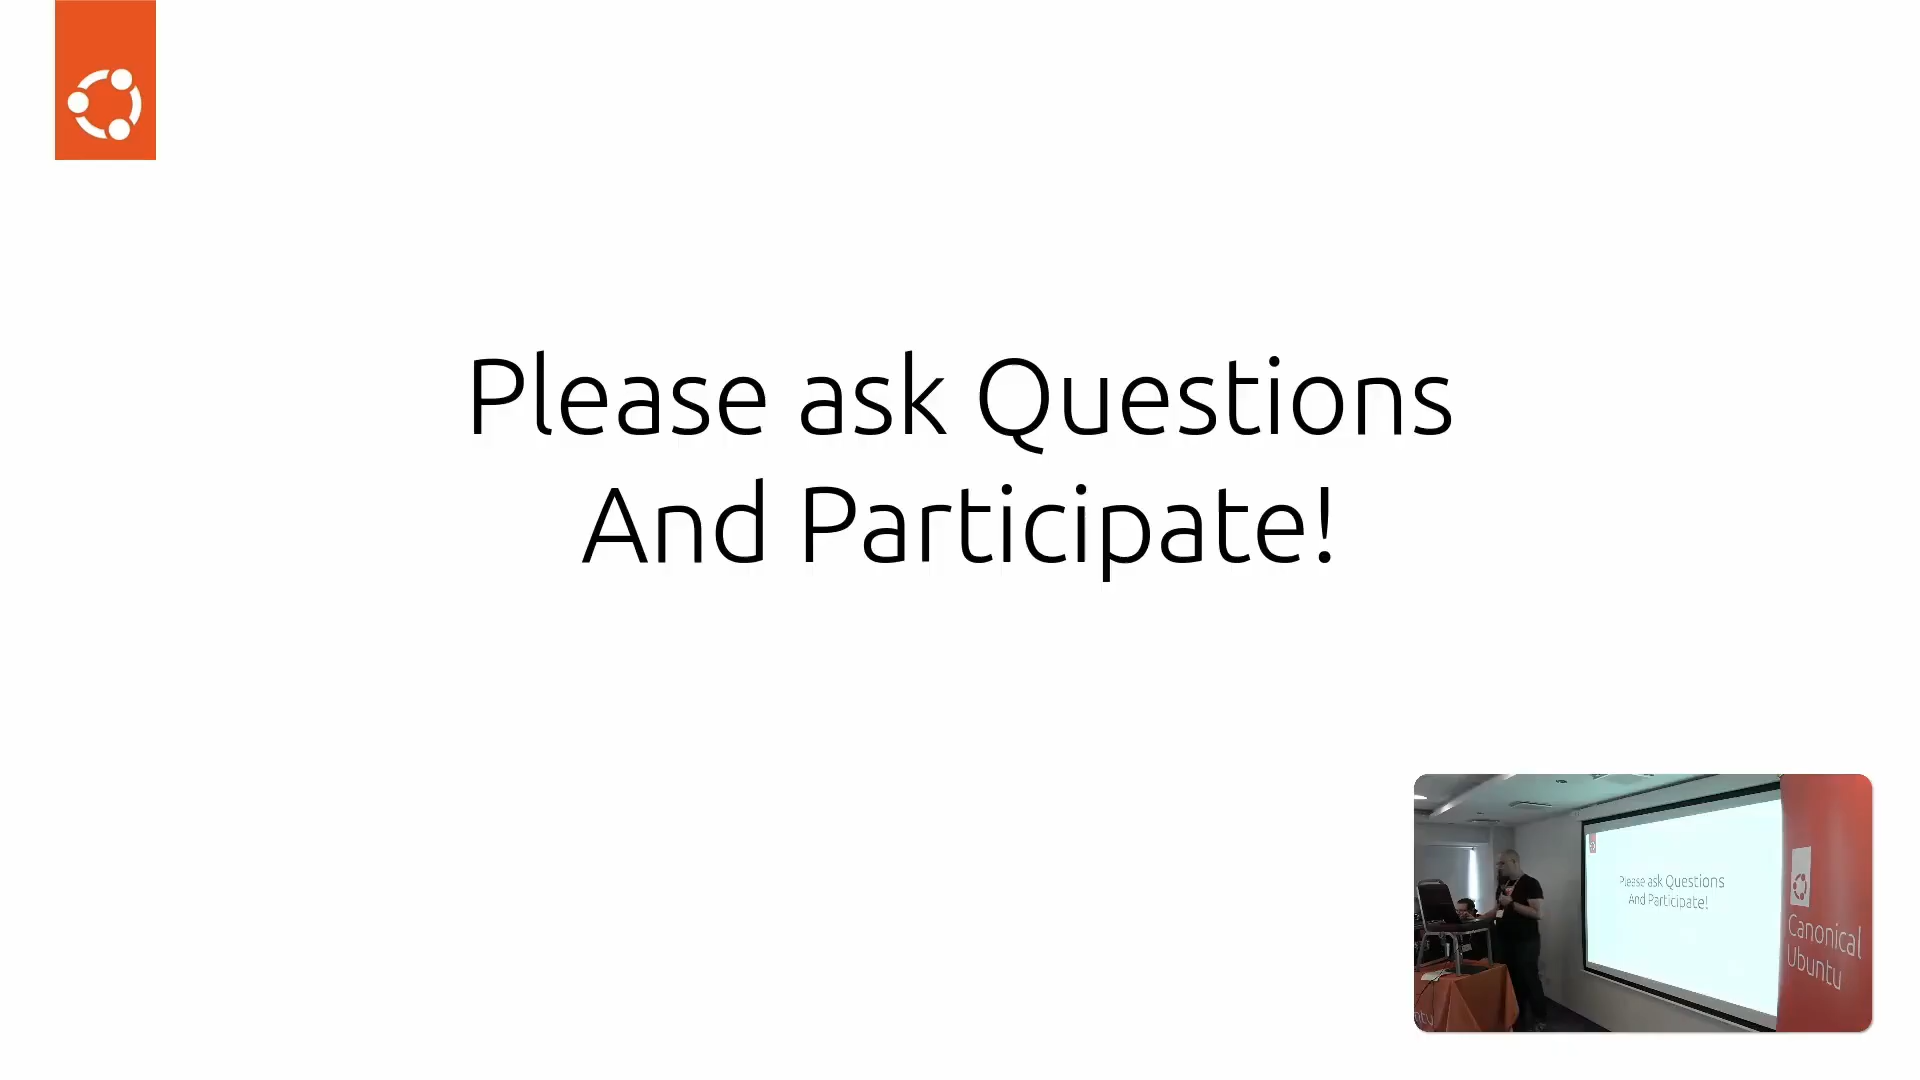 Please ask Questions
And Participate!
Please ask Questions
And Participate!
Canonical
Ubuntu